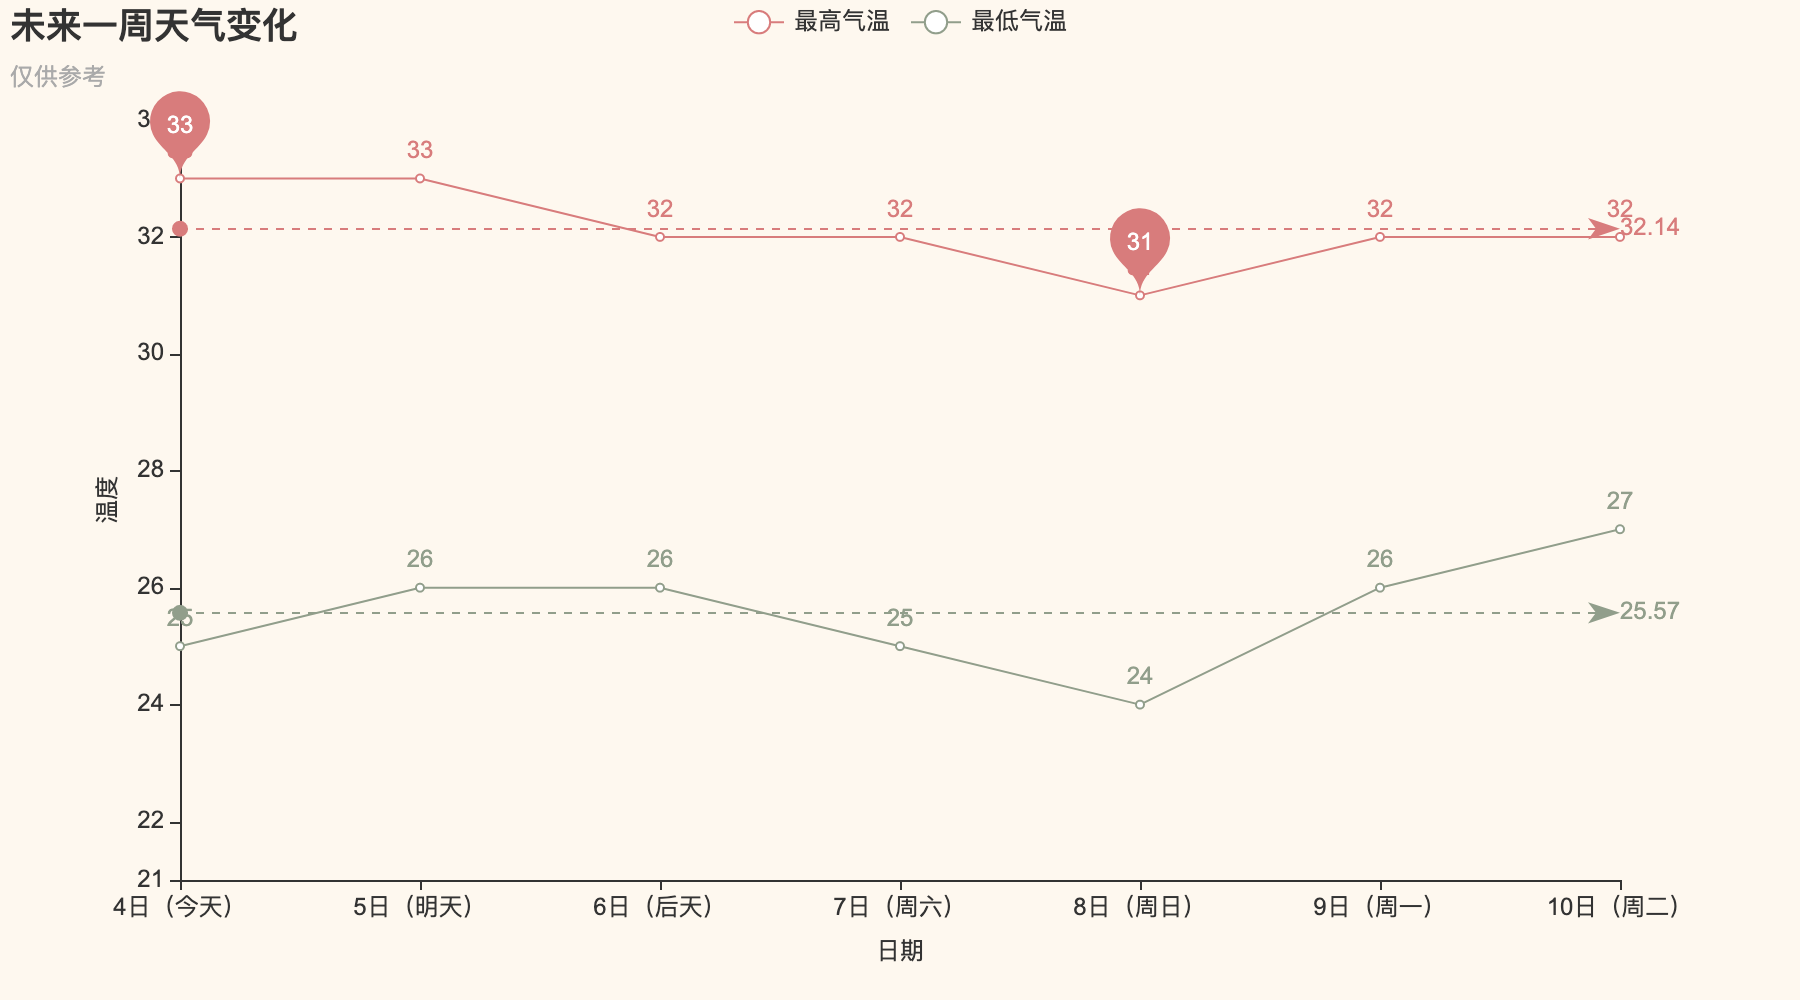 未来一周天气变化
仅供参考
最高气温
最低气温
33
33
32
32
31
32
32
32.14
26
26
25
25
24
26
27
25.57
温度
32
30
28
26
24
22
21
4日（今天）
5日（明天）
6日（后天）
7日（周六）
8日（周日）
9日（周一）
10日（周二）
日期